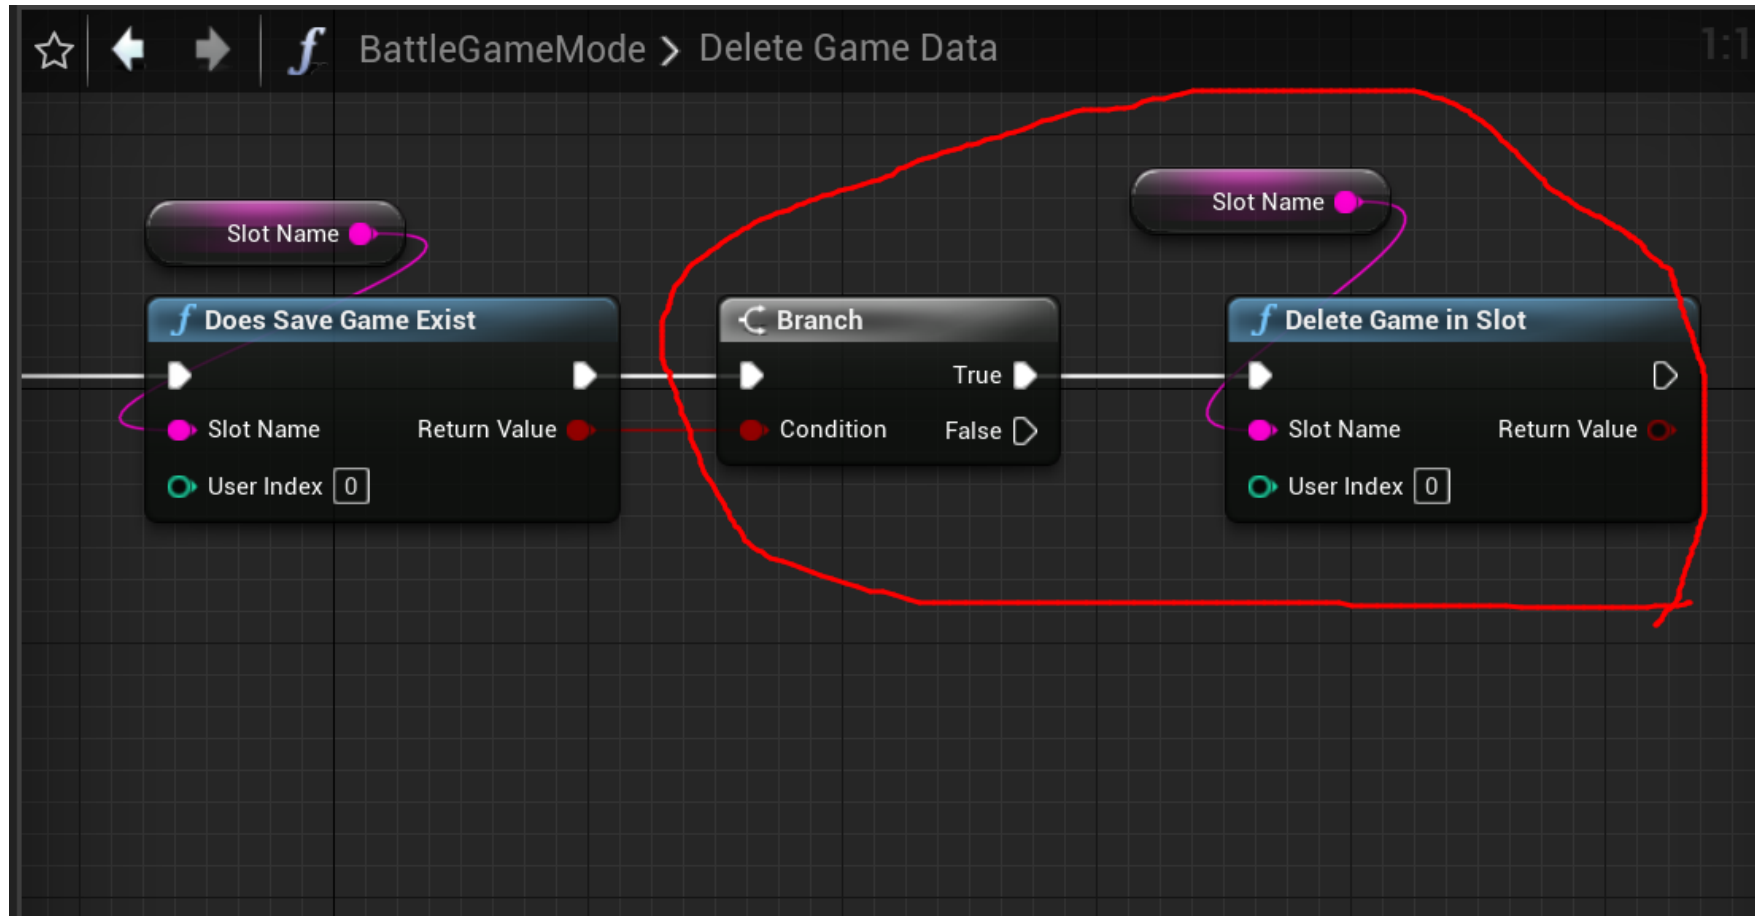 BattleGameMode > Delete Game Data
1:1
Slot Name
Slot Name
Does Save Game Exist
Slot Name
Return Value
User Index 0
Branch
True
Condition
False
Delete Game in Slot
Slot Name
Return Value
User Index 0